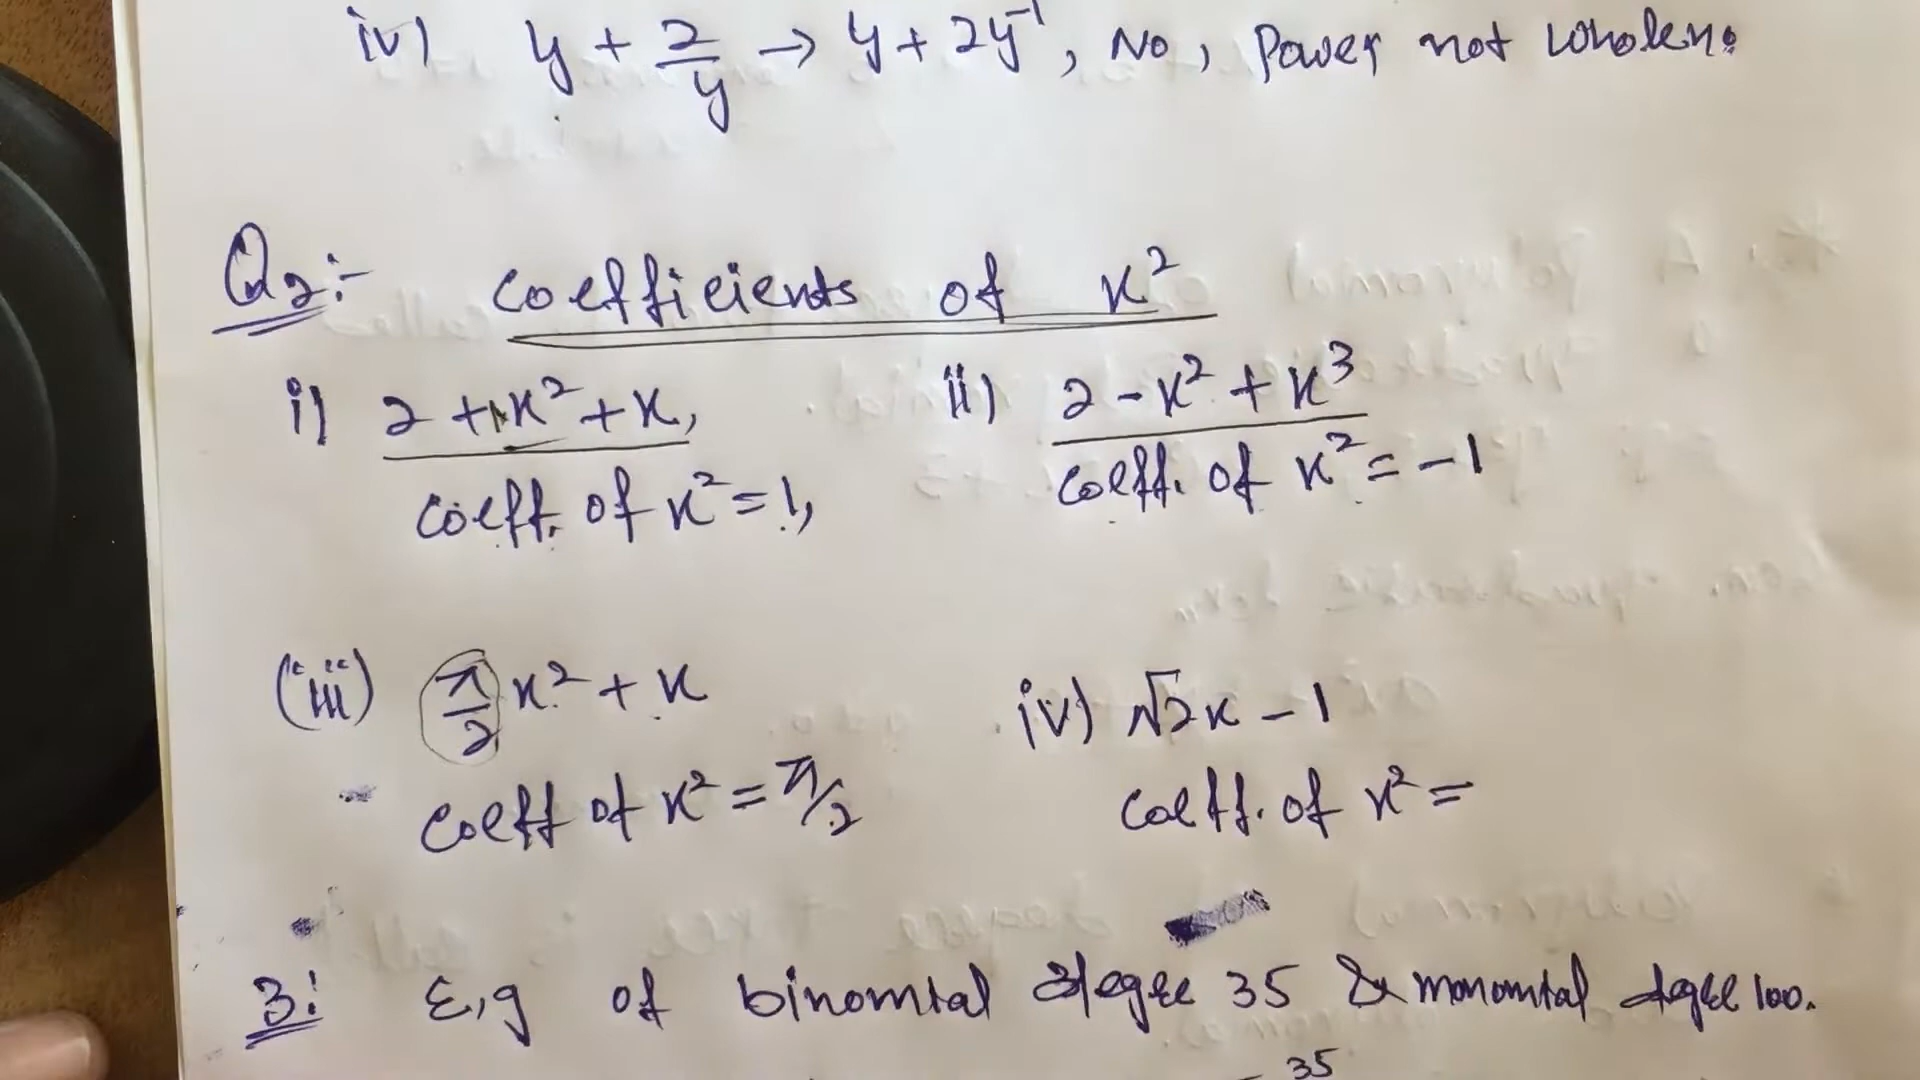 iv) y + 2/y → y + 2y⁻¹, No, Power not whole no
Q2:- Coefficients of x²
i) 2 + 1x² + x,
coeff. of x² = 1,
ii) 2 - x² + x³
coeff. of x² = -1
(iii) π/2 x² + x
coeff of x² = π/2
iv) √2x - 1
coeff. of x² =
3: E,g of binomial degree 35 & monomial degree 100.
35